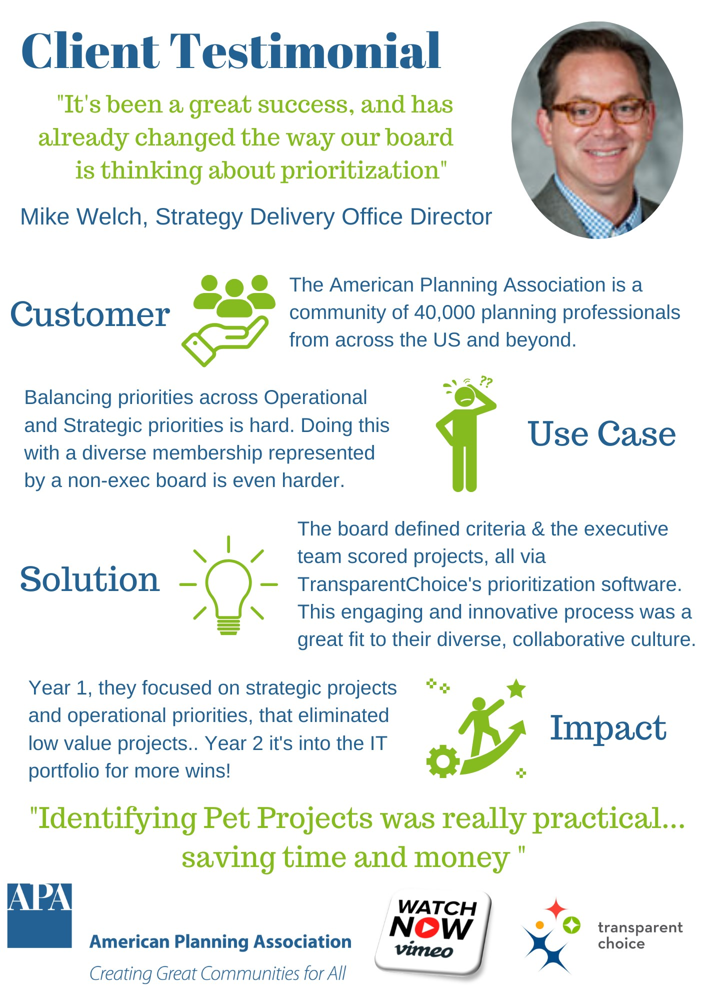 Client Testimonial
"It's been a great success, and has
already changed the way our board
is thinking about prioritization"
Mike Welch, Strategy Delivery Office Director
Customer
The American Planning Association is a
community of 40,000 planning professionals
from across the US and beyond.
??
Balancing priorities across Operational
and Strategic priorities is hard. Doing this
with a diverse membership represented
by a non-exec board is even harder.
Use Case
Solution
The board defined criteria & the executive
team scored projects, all via
TransparentChoice's prioritization software.
This engaging and innovative process was a
great fit to their diverse, collaborative culture.
Year 1, they focused on strategic projects
and operational priorities, that eliminated
low value projects.. Year 2 it's into the IT
portfolio for more wins!
Impact
"Identifying Pet Projects was really practical...
saving time and money "
APA
American Planning Association
Creating Great Communities for All
WATCH
NOW
vimeo
transparent
choice